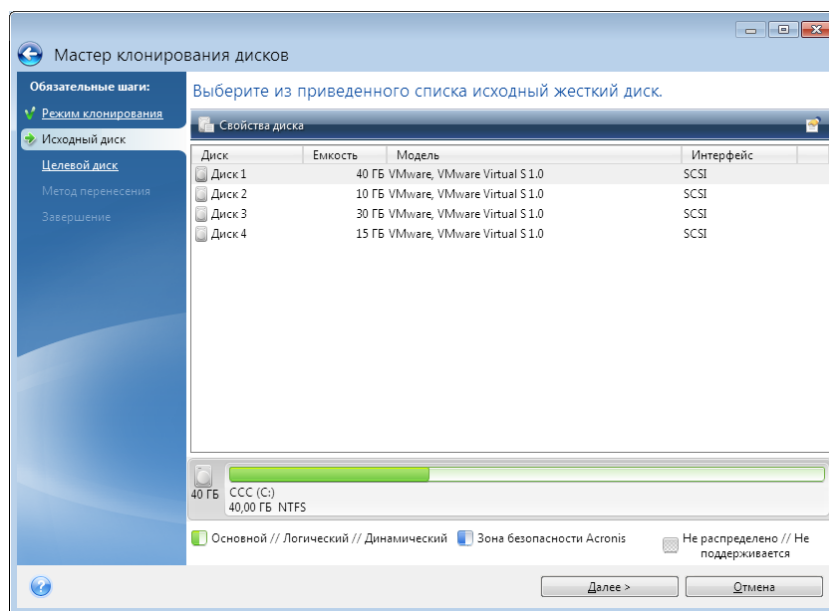 Мастер клонирования дисков
Обязательные шаги:
Режим клонирования
Исходный диск
Целевой диск
Метод перенесения
Завершение
Выберите из приведенного списка исходный жесткий диск.
Свойства диска
Диск Емкость Модель Интерфейс
Диск 1 40 ГБ VMware, VMware Virtual S 1.0 SCSI
Диск 2 10 ГБ VMware, VMware Virtual S 1.0 SCSI
Диск 3 30 ГБ VMware, VMware Virtual S 1.0 SCSI
Диск 4 15 ГБ VMware, VMware Virtual S 1.0 SCSI
40 ГБ
CCC (C:)
40,00 ГБ NTFS
Основной // Логический // Динамический
Зона безопасности Acronis
Не распределено // Не
поддерживается
Далее >
Отмена